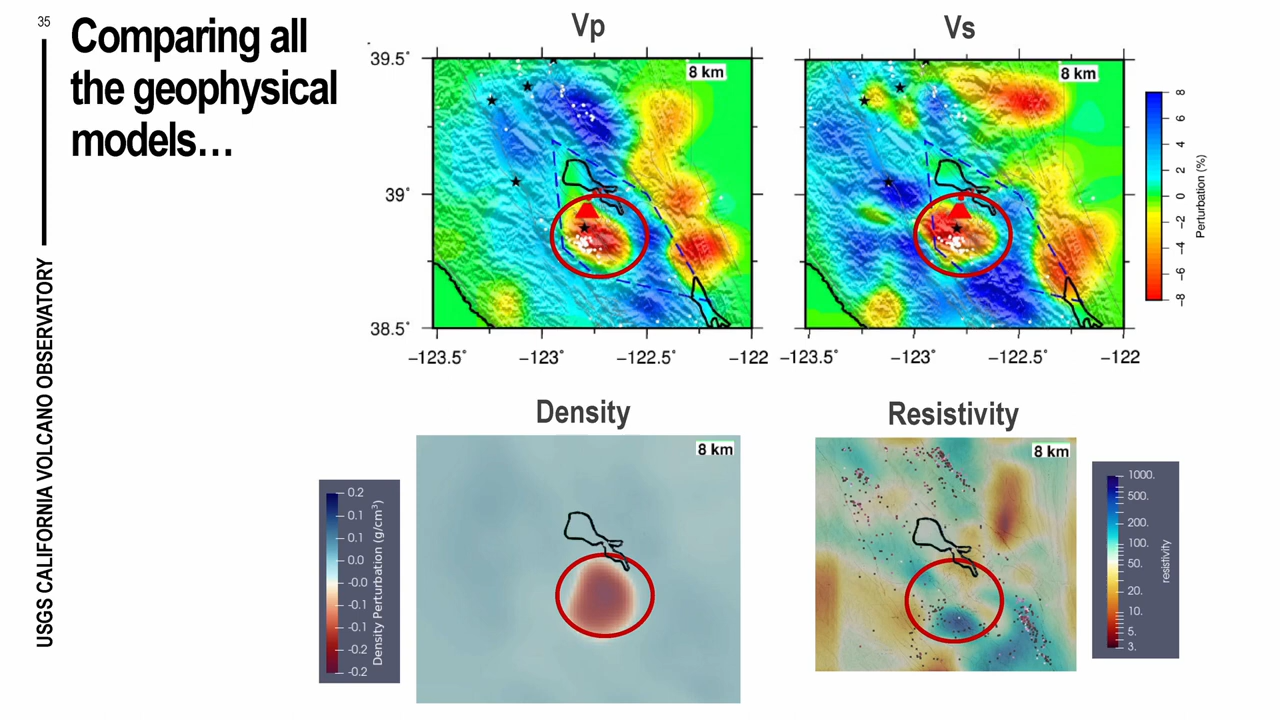 35
Comparing all
the geophysical
models…
USGS CALIFORNIA VOLCANO OBSERVATORY
Vp
Vs
39.5°
39°
38.5°
8 km
8 km
−123.5°
−123°
−122.5°
−122
−123.5°
−123°
−122.5°
−122
8
6
4
2
0
−2
−4
−6
−8
Perturbation (%)
Density
Resistivity
8 km
8 km
0.2
0.1
0.1
0.0
-0.0
-0.1
-0.1
-0.2
-0.2
Density Perturbation (g/cm³)
1000.
500.
200.
100.
50.
20.
10.
5.
3.
resistivity